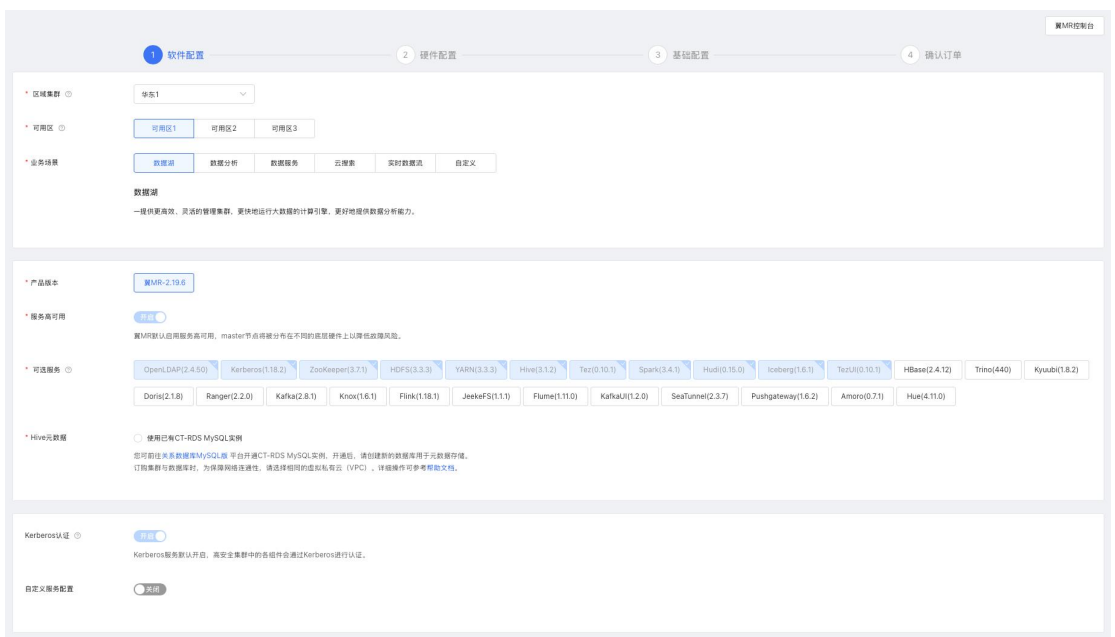 翼MR控制台
1 软件配置 2 硬件配置 3 基础配置 4 确认订单
* 区域集群 华东1
* 可用区 可用区1 可用区2 可用区3
* 业务场景 数据湖 数据分析 数据服务 云搜索 实时数据流 自定义
数据湖
一提供更高效、灵活的管理集群，更快地运行大数据的计算引擎，更好地提供数据分析能力。
* 产品版本 翼MR-2.19.6
* 服务高可用 开启
翼MR默认启用服务高可用，master节点将被分布在不同的底层硬件上以降低故障风险。
* 可选服务 OpenLDAP(2.4.50) Kerberos(1.18.2) ZooKeeper(3.7.1) HDFS(3.3.3) YARN(3.3.3) Hive(3.1.2) Tez(0.10.1) Spark(3.4.1) Hudi(0.15.0) Iceberg(1.6.1) TezUI(0.10.1) HBase(2.4.12) Trino(440) Kyuubi(1.8.2)
Doris(2.1.8) Ranger(2.2.0) Kafka(2.8.1) Knox(1.6.1) Flink(1.18.1) JeekeFS(1.1.1) Flume(1.11.0) KafkaUI(1.2.0) SeaTunnel(2.3.7) Pushgateway(1.6.2) Amoro(0.7.1) Hue(4.11.0)
* Hive元数据 使用已有CT-RDS MySQL实例
您可前往关系数据库MySQL版 平台开通CT-RDS MySQL实例，开通后，请创建新的数据库用于元数据存储。
订购集群与数据库时，为保障网络连通性，请选择相同的虚拟私有云（VPC）。详细操作可参考帮助文档。
Kerberos认证 开启
Kerberos服务默认开启，高安全集群中的各组件会通过Kerberos进行认证。
自定义服务配置 关闭